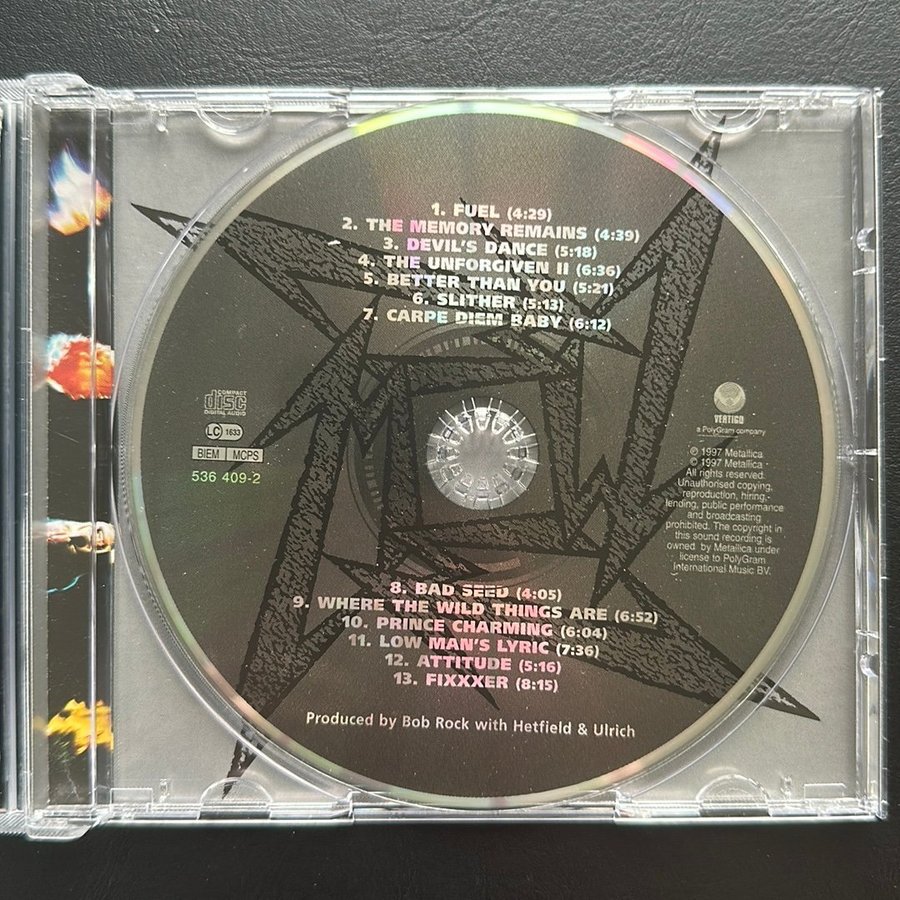 1. FUEL (4:29)
2. THE MEMORY REMAINS (4:39)
3. DEVIL'S DANCE (5:18)
4. THE UNFORGIVEN II (6:36)
5. BETTER THAN YOU (5:21)
6. SLITHER (5:13)
7. CARPE DIEM BABY (6:12)
COMPACT
disc
DIGITAL AUDIO
LC 1633
BIEM MCPS
536 409-2
VERTIGO
a PolyGram company
℗ 1997 Metallica
© 1997 Metallica
All rights reserved.
Unauthorised copying,
reproduction, hiring,
lending, public performance
and broadcasting
prohibited. The copyright in
this sound recording is
owned by Metallica under
license to PolyGram
International Music BV.
8. BAD SEED (4:05)
9. WHERE THE WILD THINGS ARE (6:52)
10. PRINCE CHARMING (6:04)
11. LOW MAN'S LYRIC (7:36)
12. ATTITUDE (5:16)
13. FIXXXER (8:15)
Produced by Bob Rock with Hetfield & Ulrich